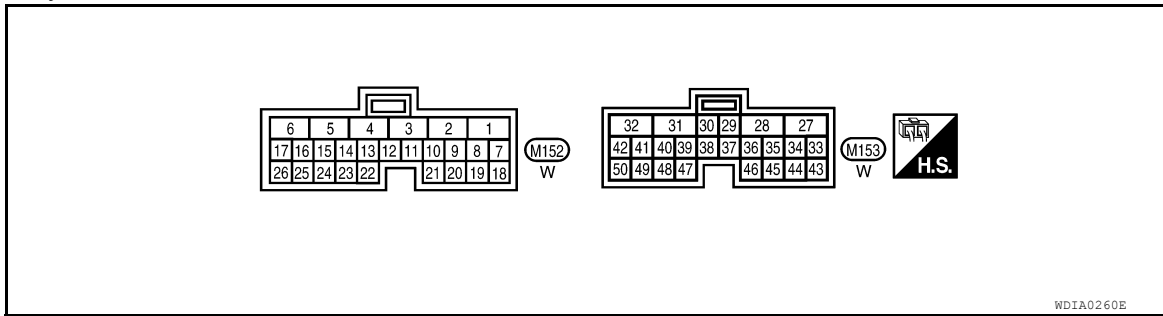 6 5 4 3 2 1
17 16 15 14 13 12 11 10 9 8 7
26 25 24 23 22 21 20 19 18
M152
W
32 31 30 29 28 27
42 41 40 39 38 37 36 35 34 33
50 49 48 47 46 45 44 43
M153
W
H.S.
WDIA0260E